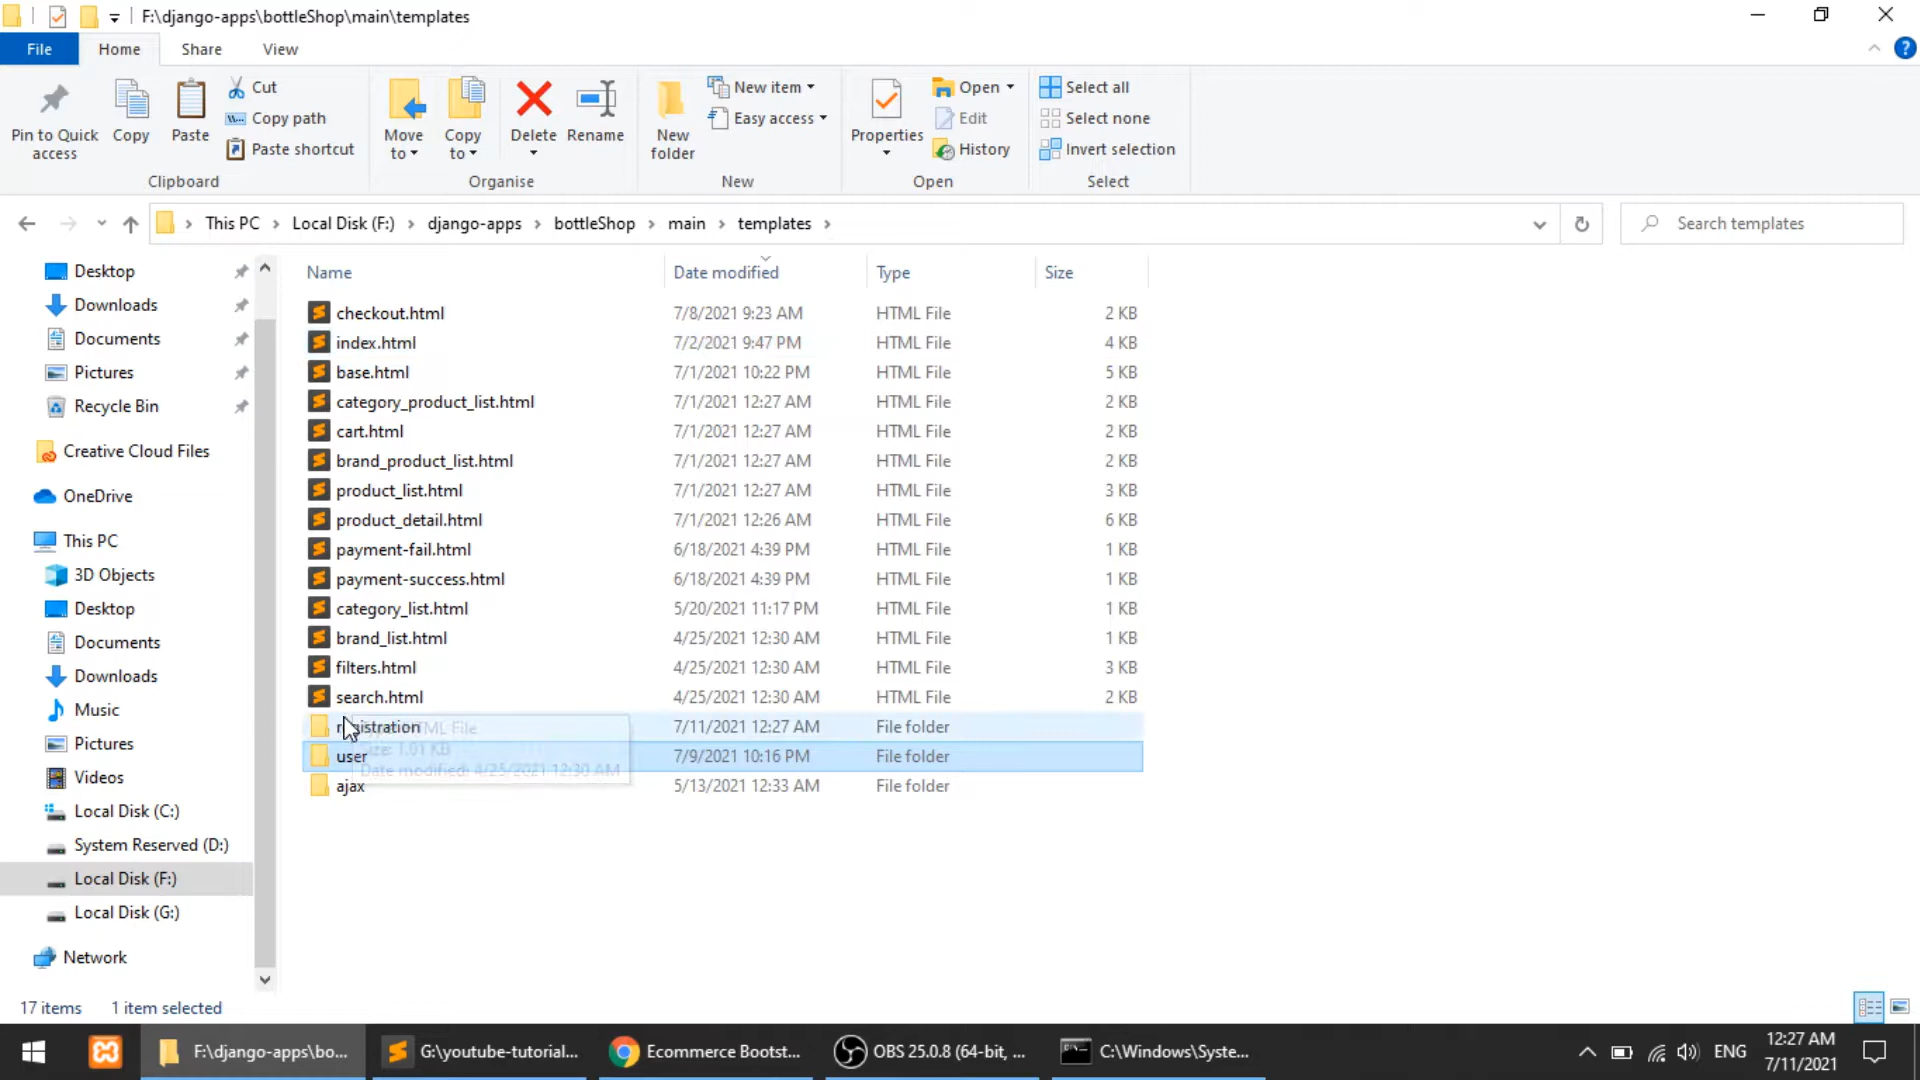 F:\django-apps\bottleShop\main\templates
File Home Share View
Pin to Quick access
Copy
Paste
Cut
Copy path
Paste shortcut
Clipboard
Move to
Copy to
Delete
Rename
Organise
New folder
New item
Easy access
New
Properties
Open
Edit
History
Open
Select all
Select none
Invert selection
Select
This PC Local Disk (F:) django-apps bottleShop main templates
Search templates
Desktop
Downloads
Documents
Pictures
Recycle Bin
Creative Cloud Files
OneDrive
This PC
3D Objects
Desktop
Documents
Downloads
Music
Pictures
Videos
Local Disk (C:)
System Reserved (D:)
Local Disk (F:)
Local Disk (G:)
Network
Name Date modified Type Size
checkout.html 7/8/2021 9:23 AM HTML File 2 KB
index.html 7/2/2021 9:47 PM HTML File 4 KB
base.html 7/1/2021 10:22 PM HTML File 5 KB
category_product_list.html 7/1/2021 12:27 AM HTML File 2 KB
cart.html 7/1/2021 12:27 AM HTML File 2 KB
brand_product_list.html 7/1/2021 12:27 AM HTML File 2 KB
product_list.html 7/1/2021 12:27 AM HTML File 3 KB
product_detail.html 7/1/2021 12:26 AM HTML File 6 KB
payment-fail.html 6/18/2021 4:39 PM HTML File 1 KB
payment-success.html 6/18/2021 4:39 PM HTML File 1 KB
category_list.html 5/20/2021 11:17 PM HTML File 1 KB
brand_list.html 4/25/2021 12:30 AM HTML File 1 KB
filters.html 4/25/2021 12:30 AM HTML File 3 KB
search.html 4/25/2021 12:30 AM HTML File 2 KB
registration 7/11/2021 12:27 AM File folder
user 7/9/2021 10:16 PM File folder
ajax 5/13/2021 12:33 AM File folder
HTML File
Size: 1.01 KB
Date modified: 4/25/2021 12:30 AM
17 items 1 item selected
F:\django-apps\bo...
G:\youtube-tutorial...
Ecommerce Bootst...
OBS 25.0.8 (64-bit, ...
C:\Windows\Syste...
ENG
12:27 AM
7/11/2021